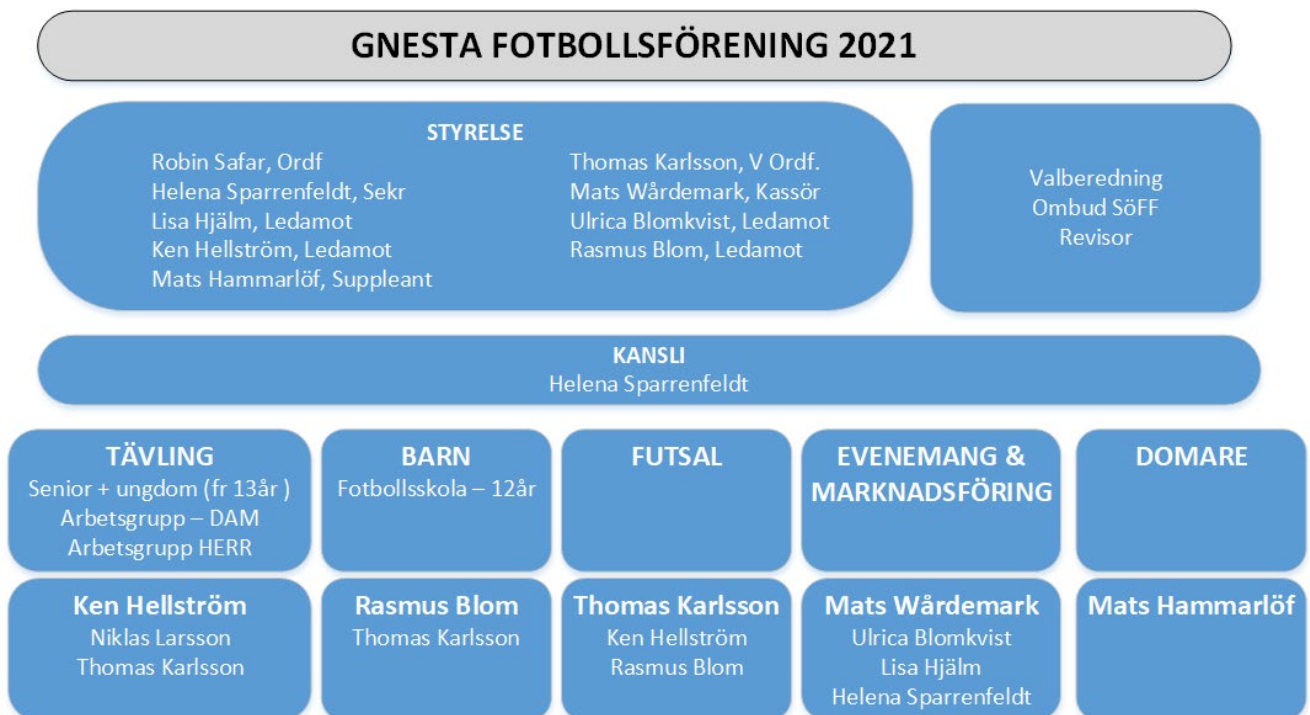 GNESTA FOTBOLLSFÖRENING 2021
STYRELSE
Robin Safar, Ordf
Helena Sparrenfeldt, Sekr
Lisa Hjälm, Ledamot
Ken Hellström, Ledamot
Mats Hammarlöf, Suppleant
Thomas Karlsson, V Ordf.
Mats Wårdemark, Kassör
Ulrica Blomkvist, Ledamot
Rasmus Blom, Ledamot
Valberedning
Ombud SöFF
Revisor
KANSLI
Helena Sparrenfeldt
TÄVLING
Senior + ungdom (fr 13år )
Arbetsgrupp – DAM
Arbetsgrupp HERR
BARN
Fotbollsskola – 12år
FUTSAL
EVENEMANG &
MARKNADSFÖRING
DOMARE
Ken Hellström
Niklas Larsson
Thomas Karlsson
Rasmus Blom
Thomas Karlsson
Thomas Karlsson
Ken Hellström
Rasmus Blom
Mats Wårdemark
Ulrica Blomkvist
Lisa Hjälm
Helena Sparrenfeldt
Mats Hammarlöf